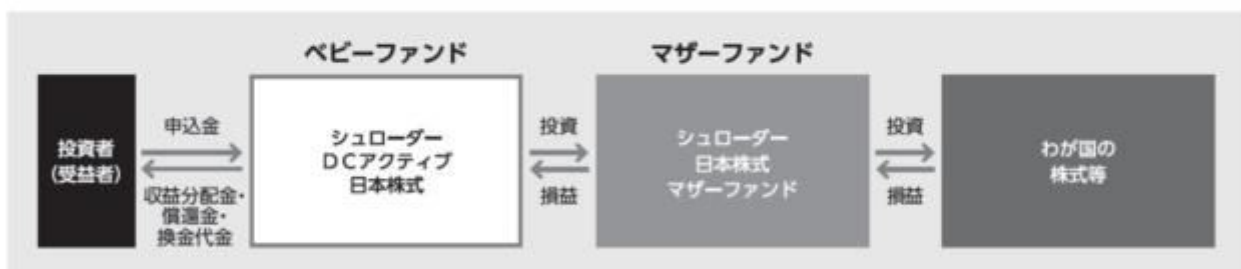 ベビーファンド
マザーファンド
投資者
(受益者)
申込金
収益分配金・
償還金・
換金代金
シュローダー
DCアクティブ
日本株式
投資
損益
シュローダー
日本株式
マザーファンド
投資
損益
わが国の
株式等